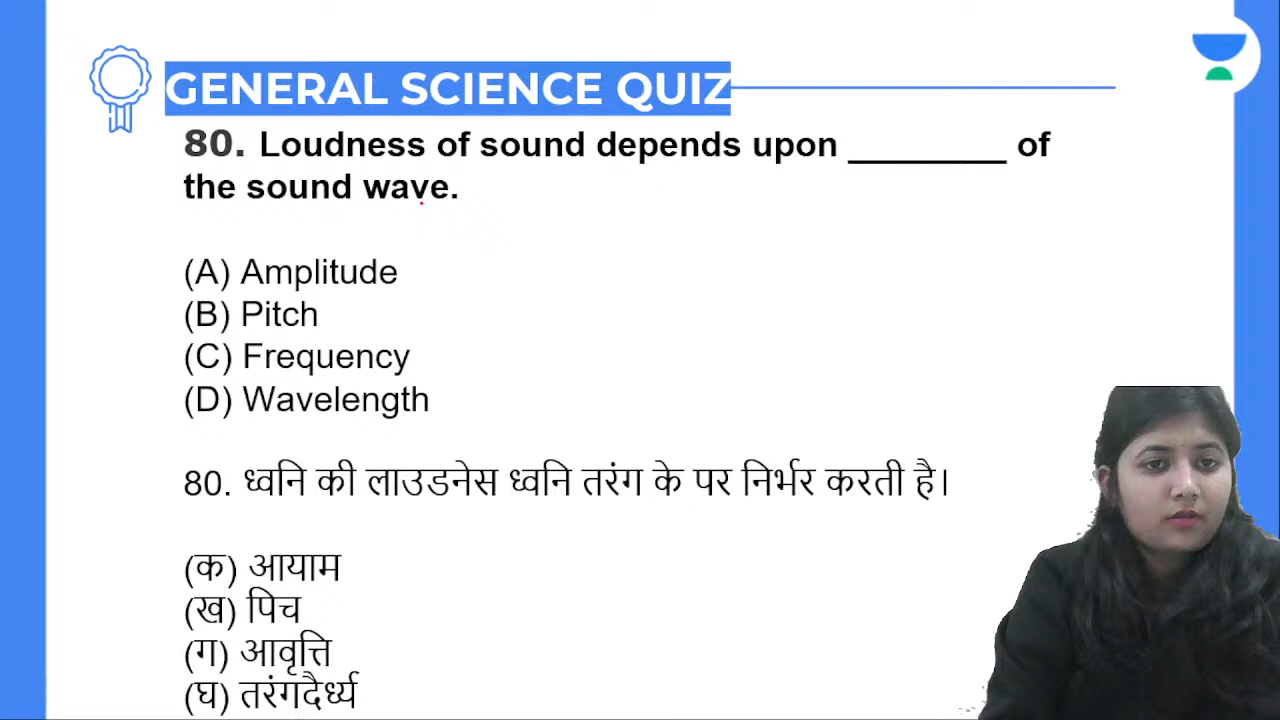 GENERAL SCIENCE QUIZ
80. Loudness of sound depends upon ________ of
the sound wave.
(A) Amplitude
(B) Pitch
(C) Frequency
(D) Wavelength
80. ध्वनि की लाउडनेस ध्वनि तरंग के पर निर्भर करती है।
(क) आयाम
(ख) पिच
(ग) आवृत्ति
(घ) तरंगदैर्ध्य